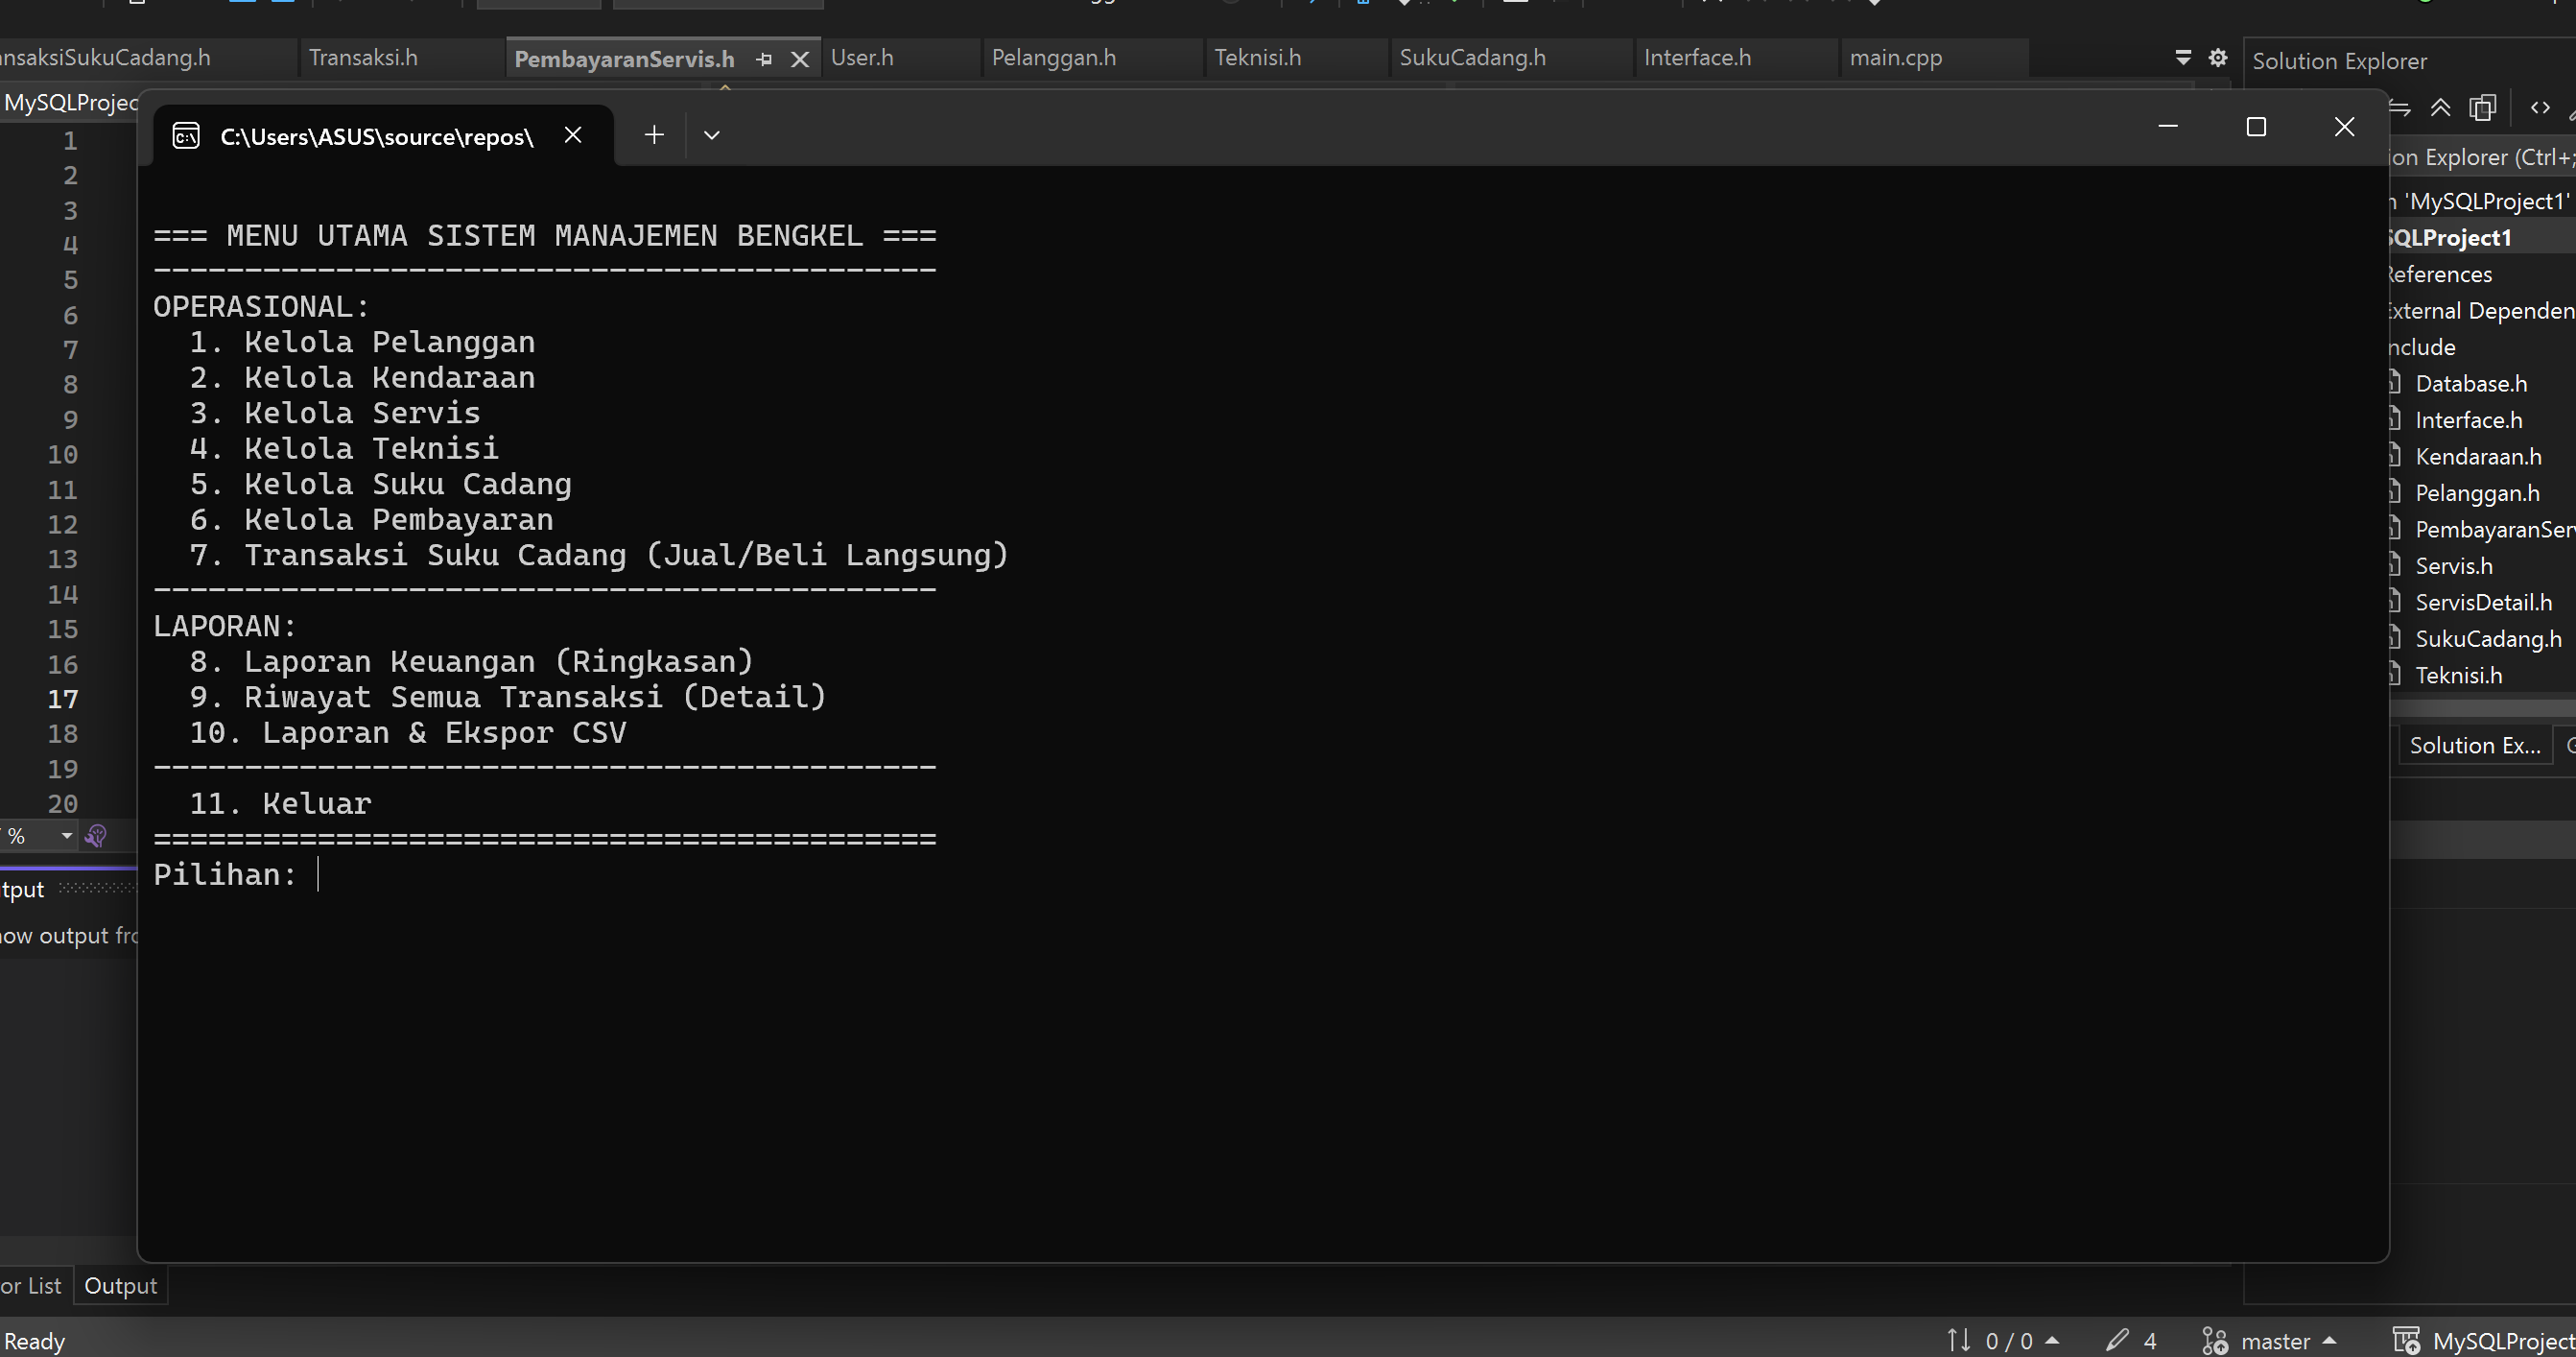 nsaksiSukuCadang.h
Transaksi.h
PembayaranServis.h
User.h
Pelanggan.h
Teknisi.h
SukuCadang.h
Interface.h
main.cpp
Solution Explorer
MySQLProjec
C:\Users\ASUS\source\repos\
ion Explorer (Ctrl+;
'MySQLProject1'
SQLProject1
References
External Dependen
nclude
Database.h
Interface.h
Kendaraan.h
Pelanggan.h
PembayaranSer
Servis.h
ServisDetail.h
SukuCadang.h
Teknisi.h
Solution Ex...
1
2
3
4
5
6
7
8
9
10
11
12
13
14
15
16
17
18
19
20
%
=== MENU UTAMA SISTEM MANAJEMEN BENGKEL ===
-------------------------------------------
OPERASIONAL:
1. Kelola Pelanggan
2. Kelola Kendaraan
3. Kelola Servis
4. Kelola Teknisi
5. Kelola Suku Cadang
6. Kelola Pembayaran
7. Transaksi Suku Cadang (Jual/Beli Langsung)
-------------------------------------------
LAPORAN:
8. Laporan Keuangan (Ringkasan)
9. Riwayat Semua Transaksi (Detail)
10. Laporan & Ekspor CSV
-------------------------------------------
11. Keluar
===========================================
Pilihan:
tput
ow output fro
or List
Output
Ready
0 / 0
4
master
MySQLProject